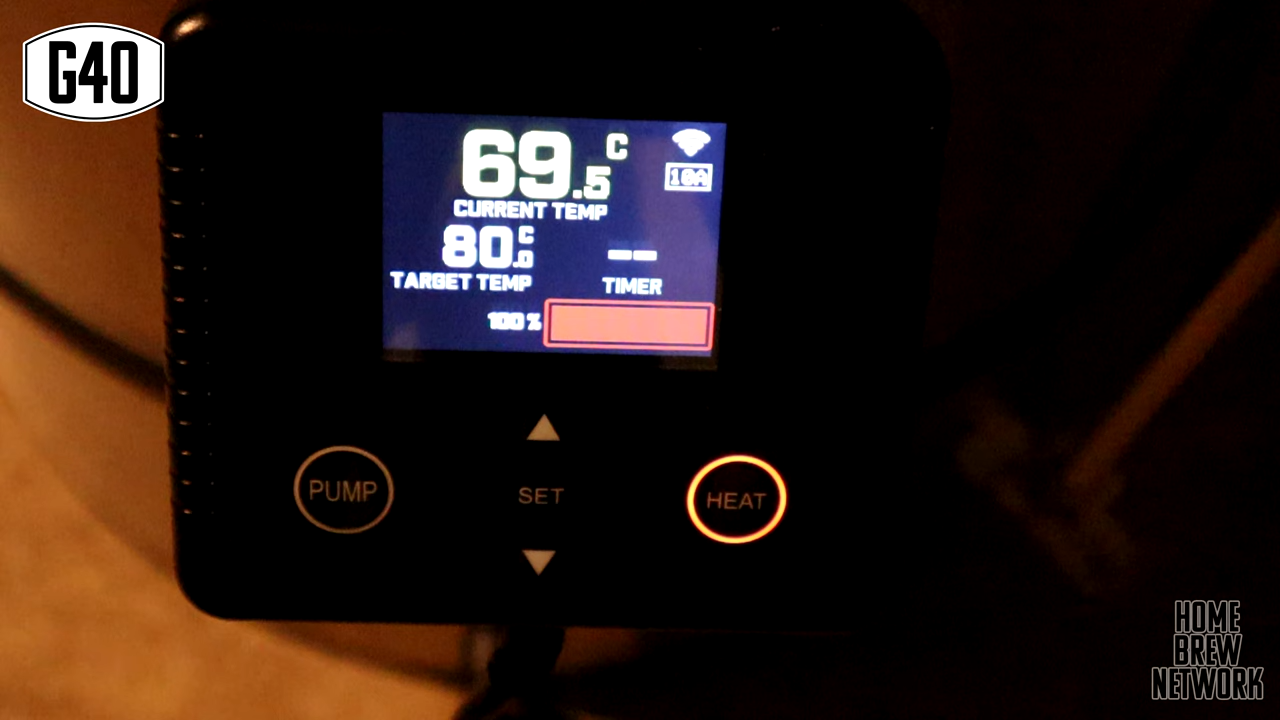 G40
69.5 C
10A
CURRENT TEMP
80.0 C
--
TARGET TEMP
TIMER
100 %
PUMP
SET
HEAT
HOME
BREW
NETWORK